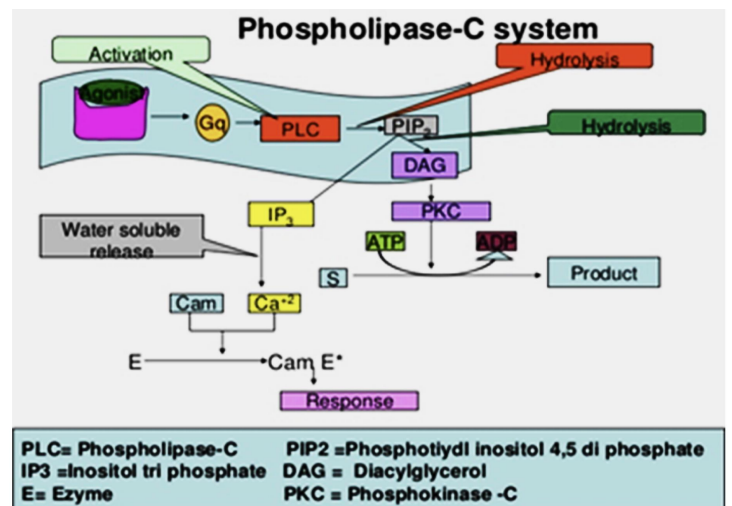 Phospholipase-C system
Activation
Hydrolysis
Agonist
Gq
PLC
PIP2
Hydrolysis
DAG
IP3
PKC
Water soluble
release
ATP
ADP
S
Product
Cam
Ca+2
E
Cam E*
Response
PLC= Phospholipase-C PIP2 =Phosphotiydl inositol 4,5 di phosphate
IP3 =Inositol tri phosphate DAG = Diacylglycerol
E= Ezyme PKC = Phosphokinase -C